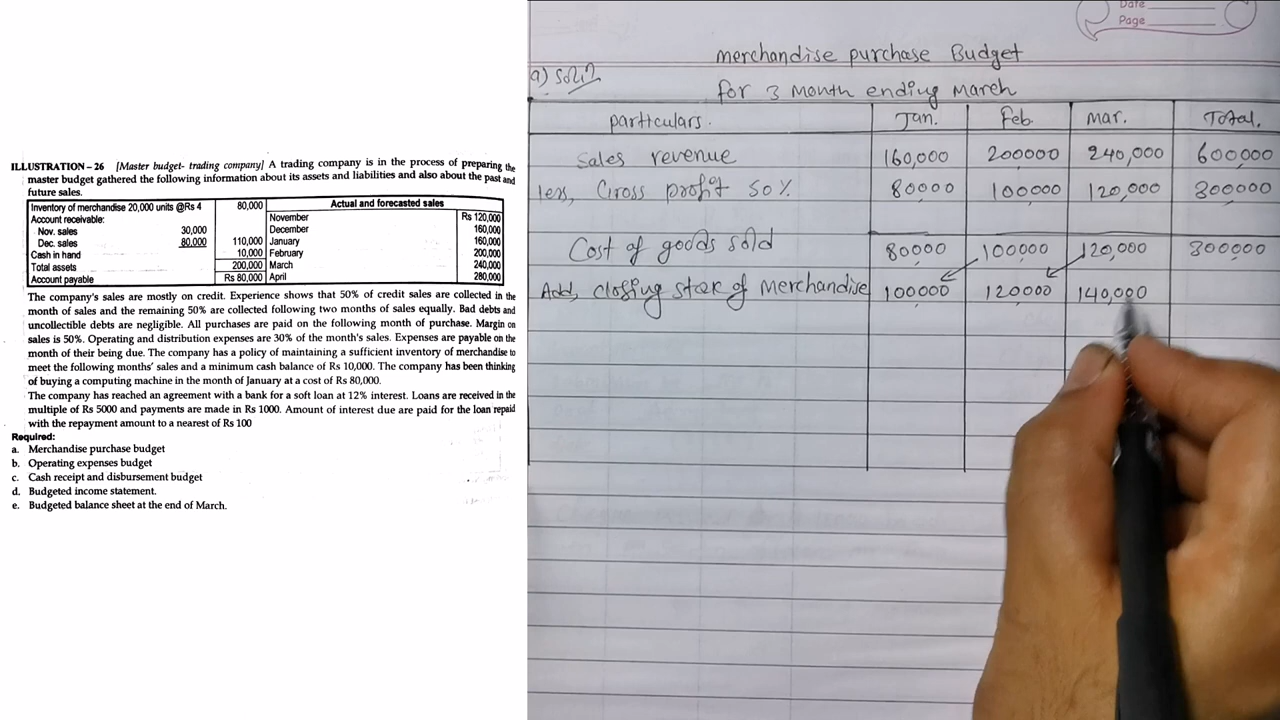 ILLUSTRATION – 26 [Master budget- trading company] A trading company is in the process of preparing the
master budget gathered the following information about its assets and liabilities and also about the past and
future sales.
Inventory of merchandise 20,000 units @Rs 4 80,000 Actual and forecasted sales
Account receivable: November Rs 120,000
Nov. sales 30,000 December 160,000
Dec. sales 80,000 110,000 January 160,000
Cash in hand 10,000 February 200,000
Total assets 200,000 March 240,000
Account payable Rs 80,000 April 280,000
The company's sales are mostly on credit. Experience shows that 50% of credit sales are collected in the
month of sales and the remaining 50% are collected following two months of sales equally. Bad debts and
uncollectible debts are negligible. All purchases are paid on the following month of purchase. Margin on
sales is 50%. Operating and distribution expenses are 30% of the month's sales. Expenses are payable on the
month of their being due. The company has a policy of maintaining a sufficient inventory of merchandise to
meet the following months' sales and a minimum cash balance of Rs 10,000. The company has been thinking
of buying a computing machine in the month of January at a cost of Rs 80,000.
The company has reached an agreement with a bank for a soft loan at 12% interest. Loans are received in the
multiple of Rs 5000 and payments are made in Rs 1000. Amount of interest due are paid for the loan repaid
with the repayment amount to a nearest of Rs 100
Required:
a. Merchandise purchase budget
b. Operating expenses budget
c. Cash receipt and disbursement budget
d. Budgeted income statement.
e. Budgeted balance sheet at the end of March.
Date
Page
merchandise purchase Budget
a) Solⁿ
for 3 month ending March
particulars. Jan. Feb. Mar. Total.
Sales revenue 160,000 200000 240,000 600,000
less, Gross profit 50% 80000 100,000 120,000 300000
Cost of goods sold 80000 100000 120,000 300,000
Add, closing stok of Merchandise 100000 120000 140,000